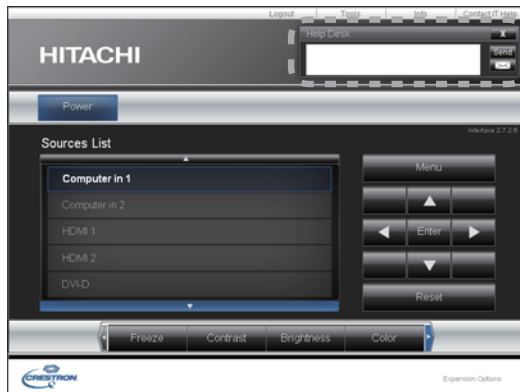 Logout Tools Info Contact IT Help
Help Desk X
Send
HITACHI
Power
Interface 2.7.2.6
Sources List
Computer in 1
Computer in 2
HDMI 1
HDMI 2
DVI-D
Menu
Enter
Reset
Freeze Contrast Brightness Color
CRESTRON
Expansion Options